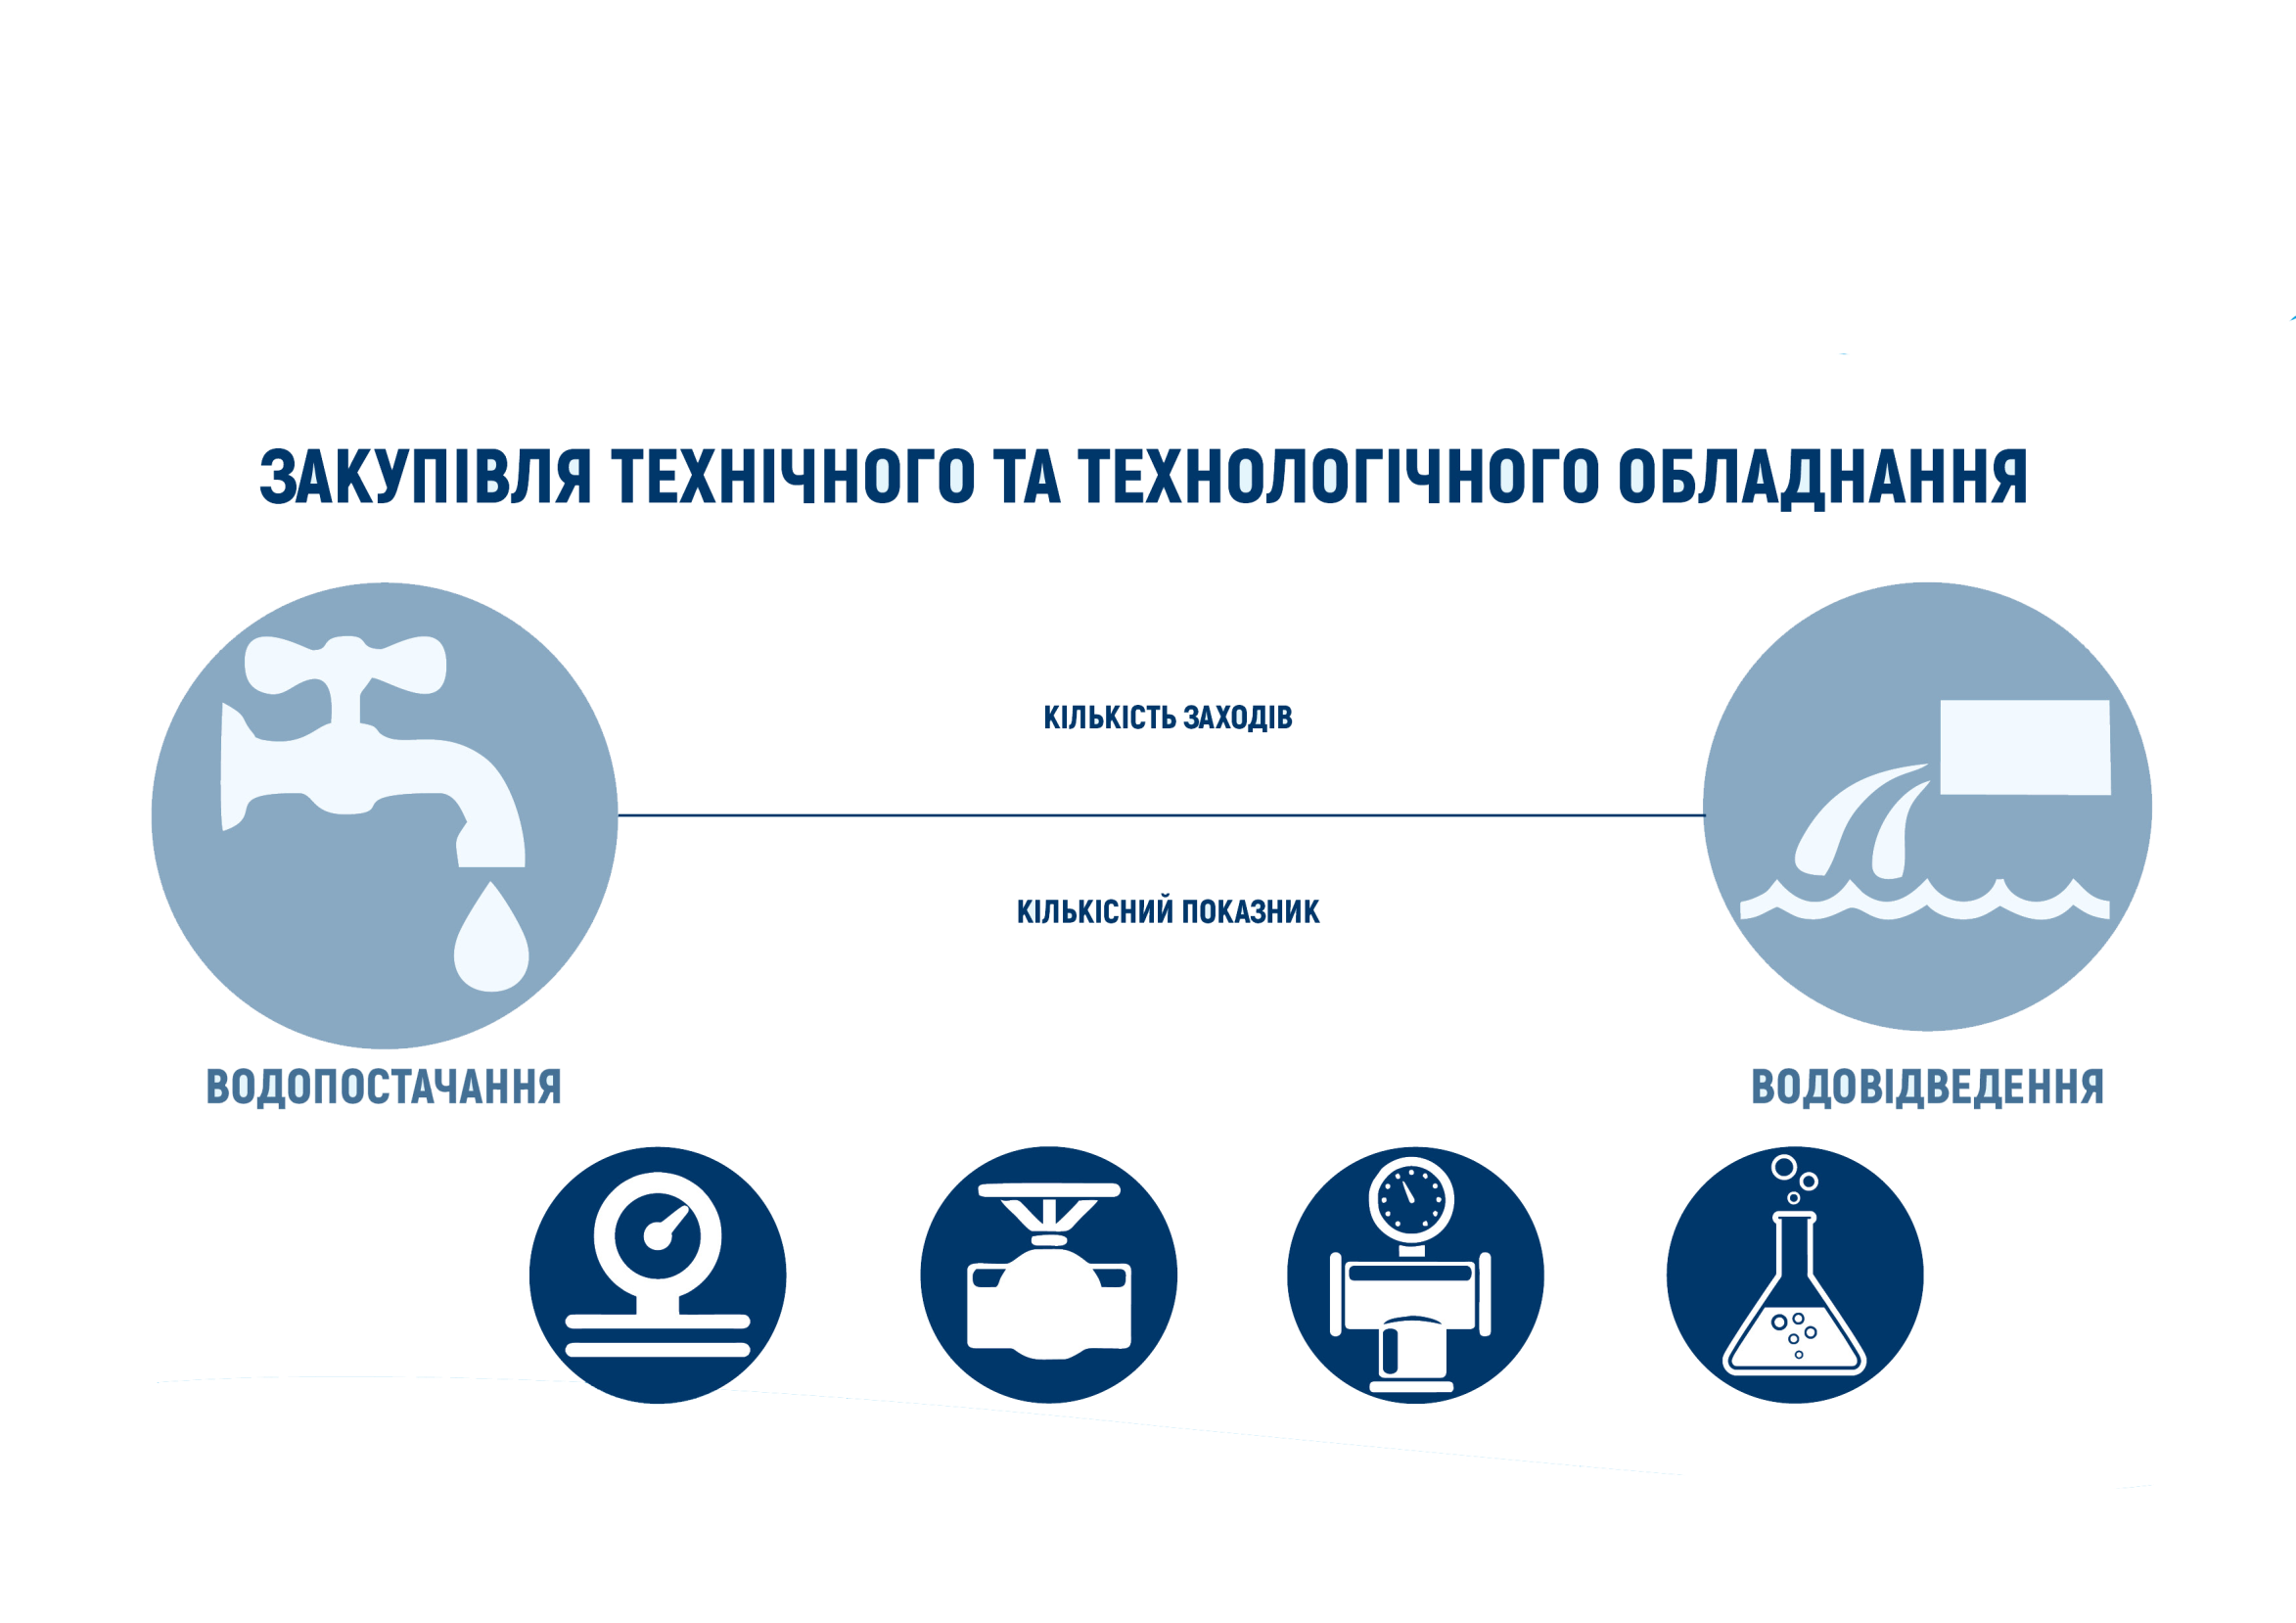 ЗАКУПІВЛЯ ТЕХНІЧНОГО ТА ТЕХНОЛОГІЧНОГО ОБЛАДНАННЯ
КІЛЬКІСТЬ ЗАХОДІВ
КІЛЬКІСНИЙ ПОКАЗНИК
ВОДОПОСТАЧАННЯ
ВОДОВІДВЕДЕННЯ